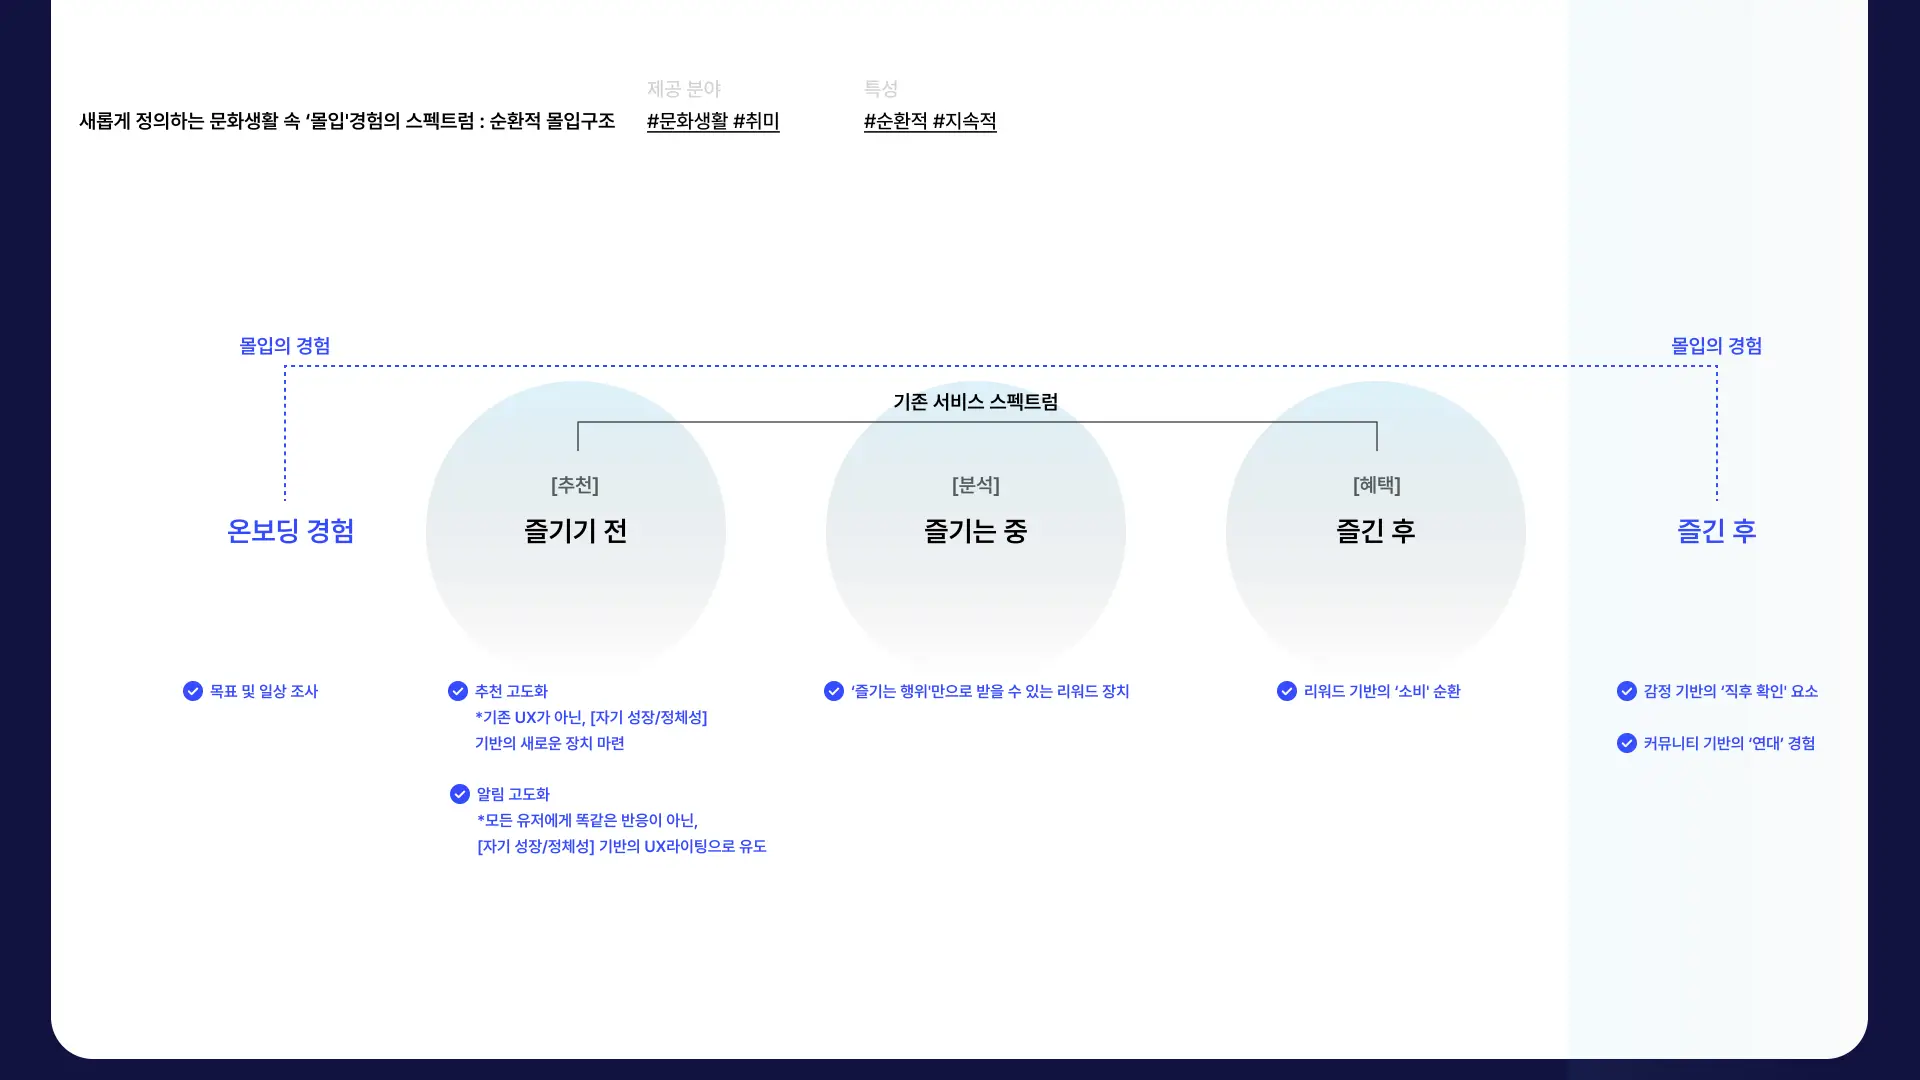 제공 분야
특성
새롭게 정의하는 문화생활 속 ‘몰입'경험의 스펙트럼 : 순환적 몰입구조
#문화생활 #취미
#순환적 #지속적
몰입의 경험
몰입의 경험
기존 서비스 스펙트럼
[추천]
[분석]
[혜택]
온보딩 경험
즐기기 전
즐기는 중
즐긴 후
즐긴 후
목표 및 일상 조사
추천 고도화
*기존 UX가 아닌, [자기 성장/정체성]
기반의 새로운 장치 마련
알림 고도화
*모든 유저에게 똑같은 반응이 아닌,
[자기 성장/정체성] 기반의 UX라이팅으로 유도
‘즐기는 행위'만으로 받을 수 있는 리워드 장치
리워드 기반의 ‘소비' 순환
감정 기반의 ‘직후 확인' 요소
커뮤니티 기반의 ‘연대’ 경험